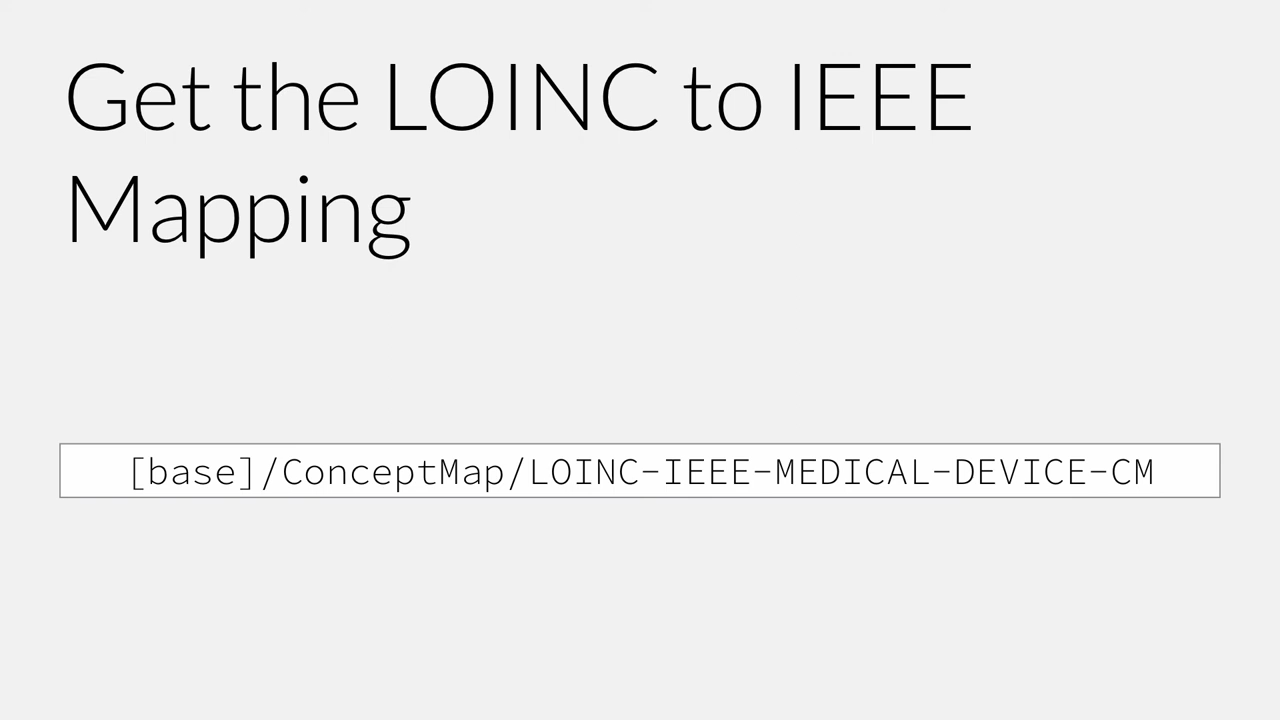 Get the LOINC to IEEE
Mapping
[base]/ConceptMap/LOINC-IEEE-MEDICAL-DEVICE-CM